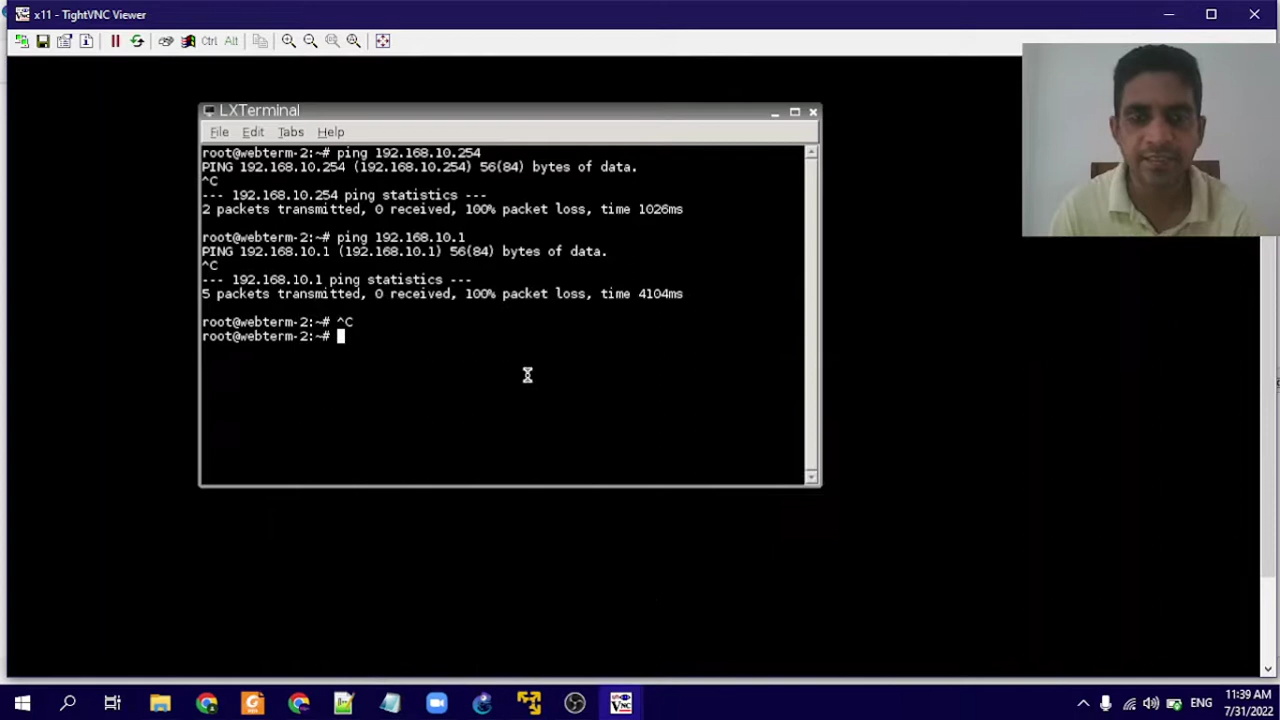 x11 - TightVNC Viewer
Ctrl Alt
LXTerminal
File Edit Tabs Help
root@webterm-2:~# ping 192.168.10.254
PING 192.168.10.254 (192.168.10.254) 56(84) bytes of data.
^C
--- 192.168.10.254 ping statistics ---
2 packets transmitted, 0 received, 100% packet loss, time 1026ms
root@webterm-2:~# ping 192.168.10.1
PING 192.168.10.1 (192.168.10.1) 56(84) bytes of data.
^C
--- 192.168.10.1 ping statistics ---
5 packets transmitted, 0 received, 100% packet loss, time 4104ms
root@webterm-2:~# ^C
root@webterm-2:~#
ENG
11:39 AM
7/31/2022